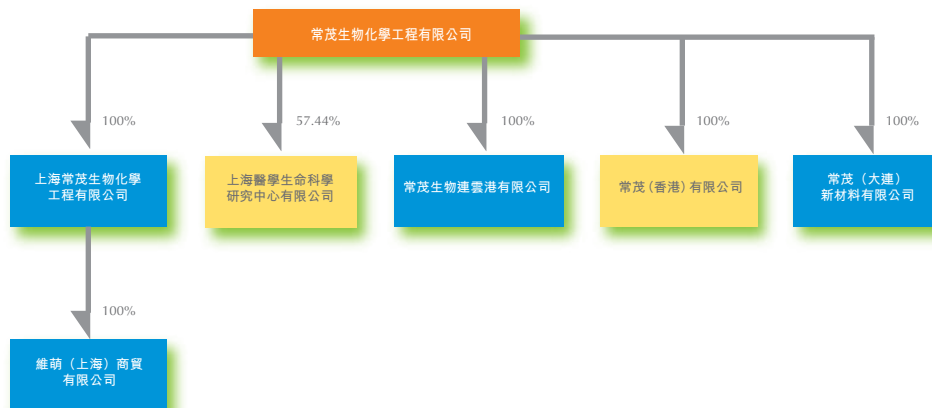 常茂生物化學工程有限公司
100%
57.44%
100%
100%
100%
上海常茂生物化學
工程有限公司
上海醫學生命科學
研究中心有限公司
常茂生物連雲港有限公司
常茂(香港)有限公司
常茂（大連）
新材料有限公司
100%
維萌（上海）商貿
有限公司